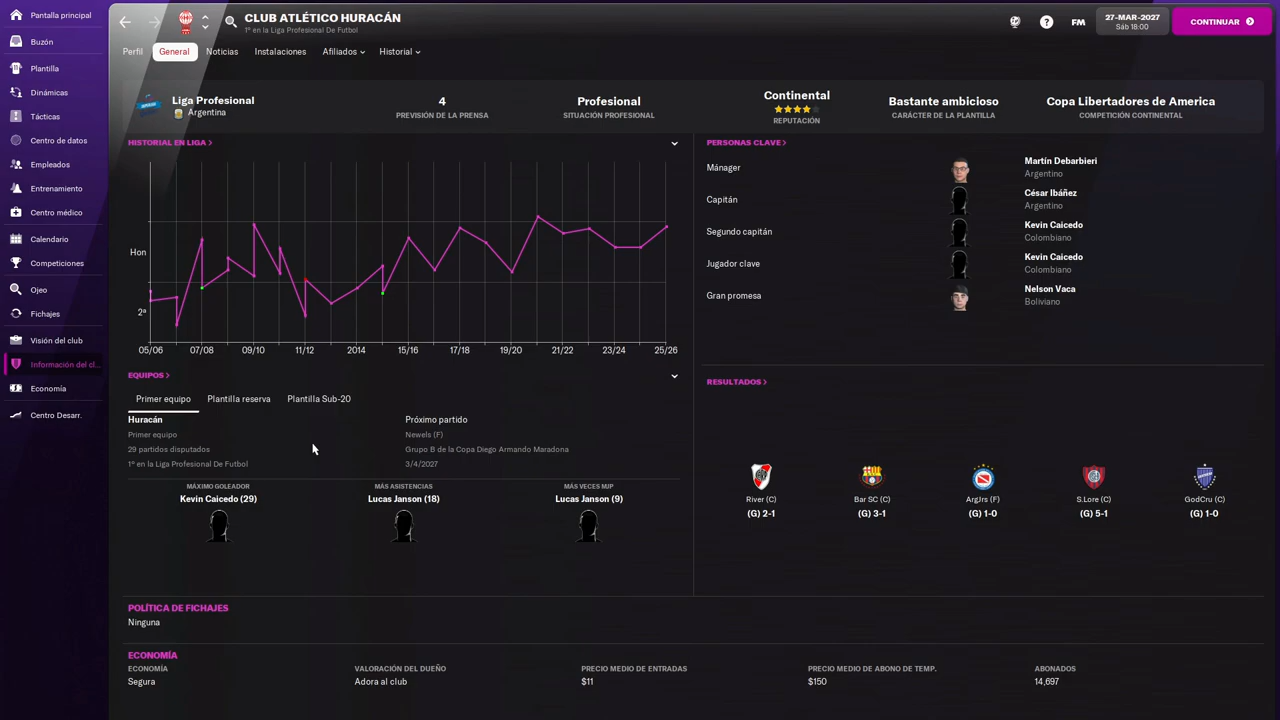 Pantalla principal
Buzón
Plantilla
Dinámicas
Tácticas
Centro de datos
Empleados
Entrenamiento
Centro médico
Calendario
Competiciones
Ojeo
Fichajes
Visión del club
Información del cl...
Economía
Centro Desarr.
CLUB ATLÉTICO HURACÁN
1º en la Liga Profesional De Futbol
FM
27-MAR-2027
Sáb 18:00
CONTINUAR
Perfil General Noticias Instalaciones Afiliados Historial
Liga Profesional
Argentina
4
PREVISIÓN DE LA PRENSA
Profesional
SITUACIÓN PROFESIONAL
Continental
REPUTACIÓN
Bastante ambicioso
CARÁCTER DE LA PLANTILLA
Copa Libertadores de America
COMPETICIÓN CONTINENTAL
HISTORIAL EN LIGA >
Hon
2ª
05/06 07/08 09/10 11/12 2014 15/16 17/18 19/20 21/22 23/24 25/26
PERSONAS CLAVE >
Mánager
Martín Debarbieri
Argentino
Capitán
César Ibáñez
Argentino
Segundo capitán
Kevin Caicedo
Colombiano
Jugador clave
Kevin Caicedo
Colombiano
Gran promesa
Nelson Vaca
Boliviano
EQUIPOS >
Primer equipo Plantilla reserva Plantilla Sub-20
Huracán
Primer equipo
29 partidos disputados
1º en la Liga Profesional De Futbol
Próximo partido
Newels (F)
Grupo B de la Copa Diego Armando Maradona
3/4/2027
MÁXIMO GOLEADOR
Kevin Caicedo (29)
MÁS ASISTENCIAS
Lucas Janson (18)
MÁS VECES MJP
Lucas Janson (9)
RESULTADOS >
River (C)
(G) 2-1
Bar SC (C)
(G) 3-1
ArgJrs (F)
(G) 1-0
S.Lore (C)
(G) 5-1
GodCru (C)
(G) 1-0
POLÍTICA DE FICHAJES
Ninguna
ECONOMÍA
ECONOMÍA
Segura
VALORACIÓN DEL DUEÑO
Adora al club
PRECIO MEDIO DE ENTRADAS
$11
PRECIO MEDIO DE ABONO DE TEMP.
$150
ABONADOS
14,697